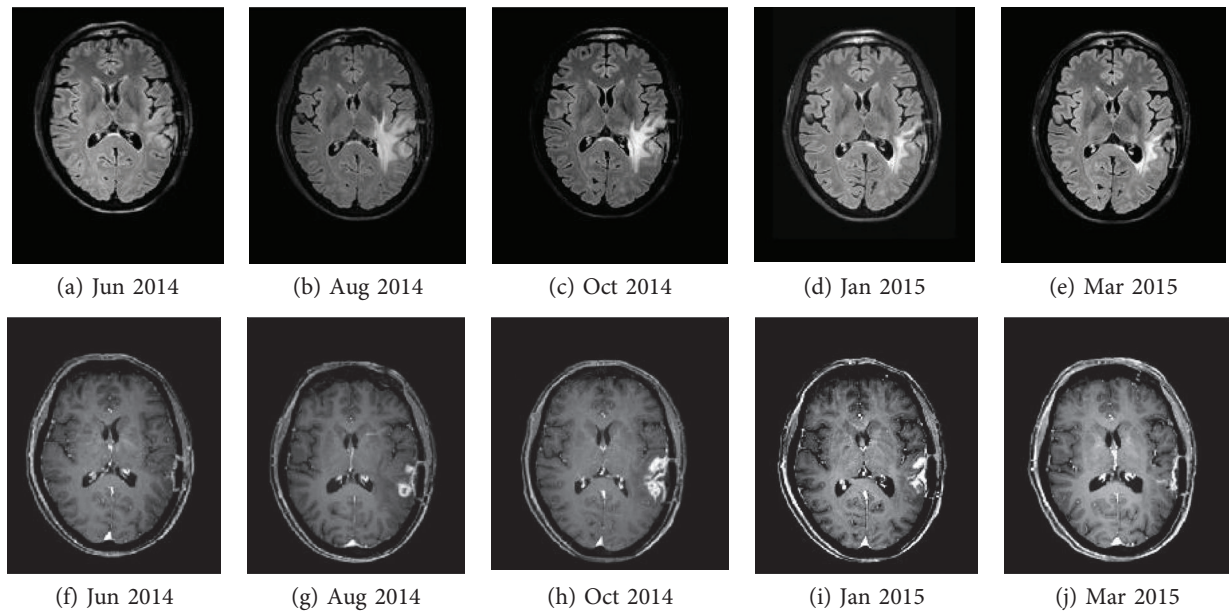 (a) Jun 2014
(b) Aug 2014
(c) Oct 2014
(d) Jan 2015
(e) Mar 2015
(f) Jun 2014
(g) Aug 2014
(h) Oct 2014
(i) Jan 2015
(j) Mar 2015